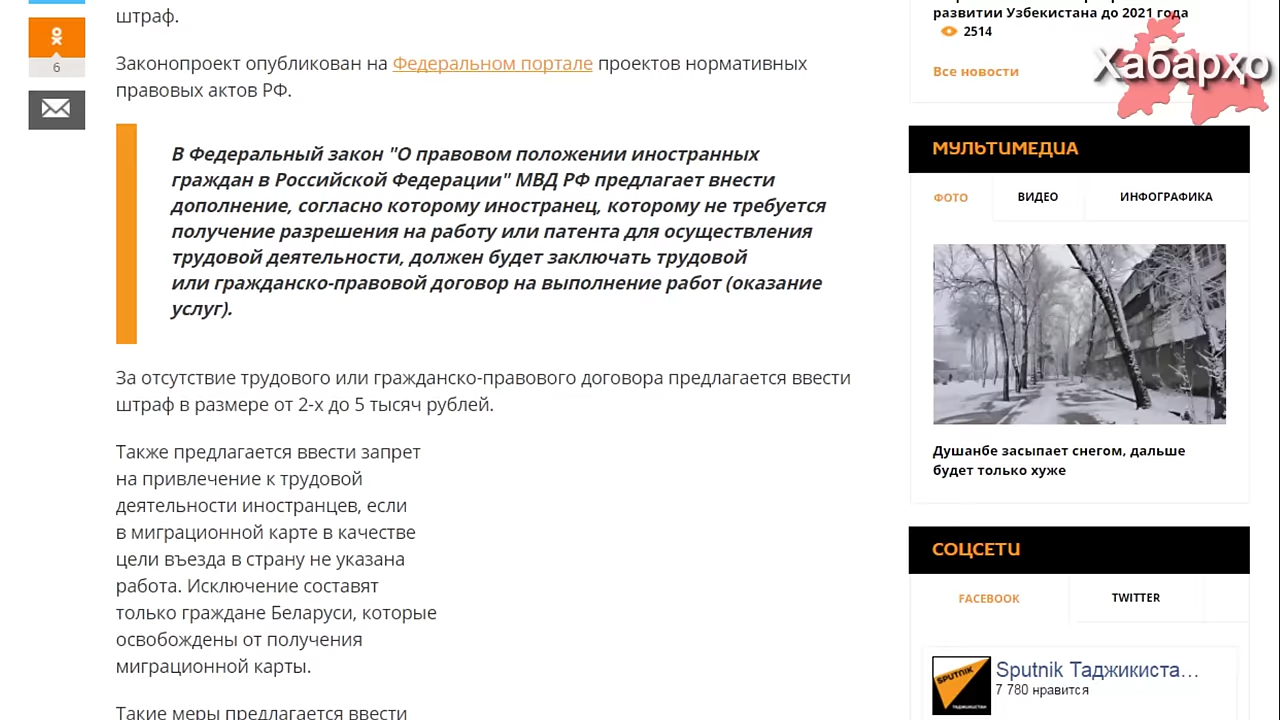 штраф.
6
Законопроект опубликован на Федеральном портале проектов нормативных
правовых актов РФ.
В Федеральный закон "О правовом положении иностранных
граждан в Российской Федерации" МВД РФ предлагает внести
дополнение, согласно которому иностранец, которому не требуется
получение разрешения на работу или патента для осуществления
трудовой деятельности, должен будет заключать трудовой
или гражданско-правовой договор на выполнение работ (оказание
услуг).
За отсутствие трудового или гражданско-правового договора предлагается ввести
штраф в размере от 2-х до 5 тысяч рублей.
Также предлагается ввести запрет
на привлечение к трудовой
деятельности иностранцев, если
в миграционной карте в качестве
цели въезда в страну не указана
работа. Исключение составят
только граждане Беларуси, которые
освобождены от получения
миграционной карты.
Такие меры предлагается ввести
развитии Узбекистана до 2021 года
2514
Все новости
Хабарҳо
МУЛЬТИМЕДИА
ФОТО
ВИДЕО
ИНФОГРАФИКА
Душанбе засыпает снегом, дальше
будет только хуже
СОЦСЕТИ
FACEBOOK
TWITTER
SPUTNIK
ТАДЖИКИСТАН
Sputnik Таджикиста…
7 780 нравится